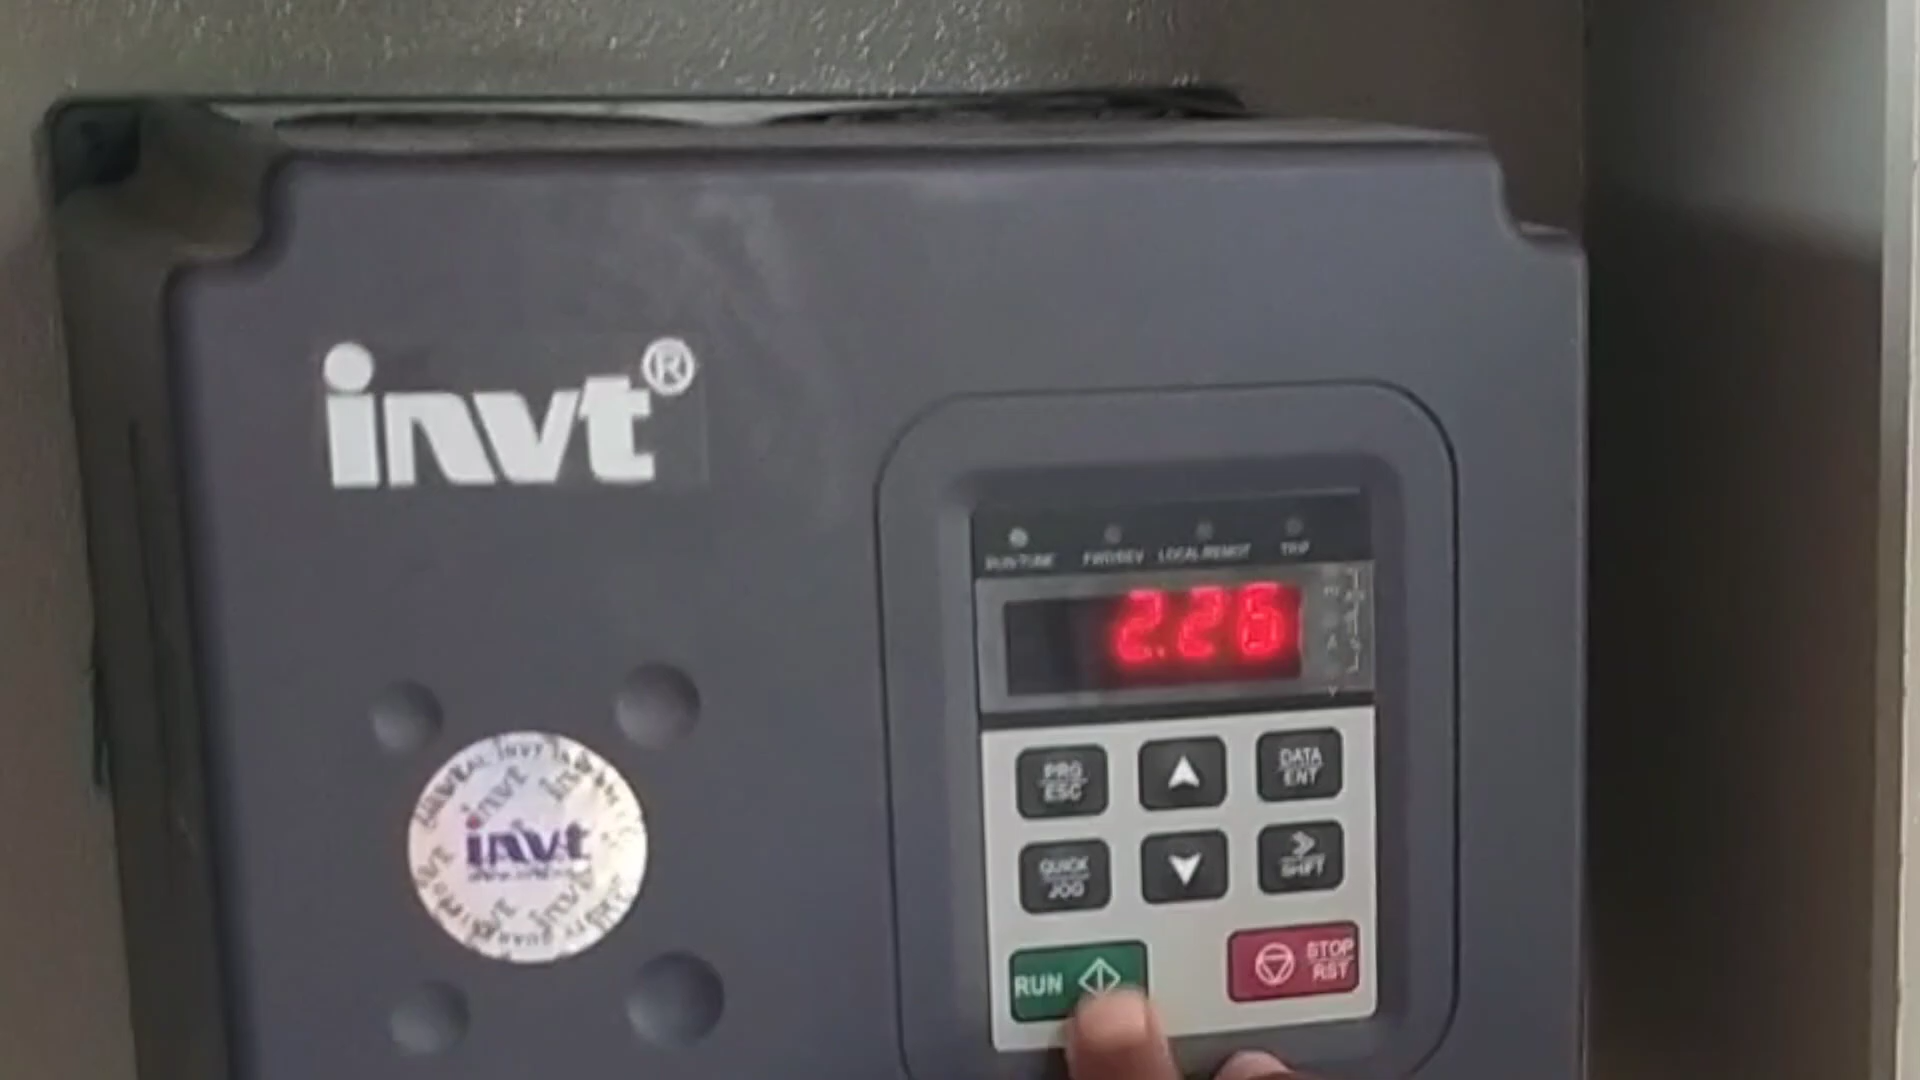 invt®
RUN/TUNE FWD/REV LOCAL/REMOT TRIP
2.26
A
V
PRG
ESC
DATA
ENT
QUICK
JOG
SHIFT
RUN
STOP
RST
invt